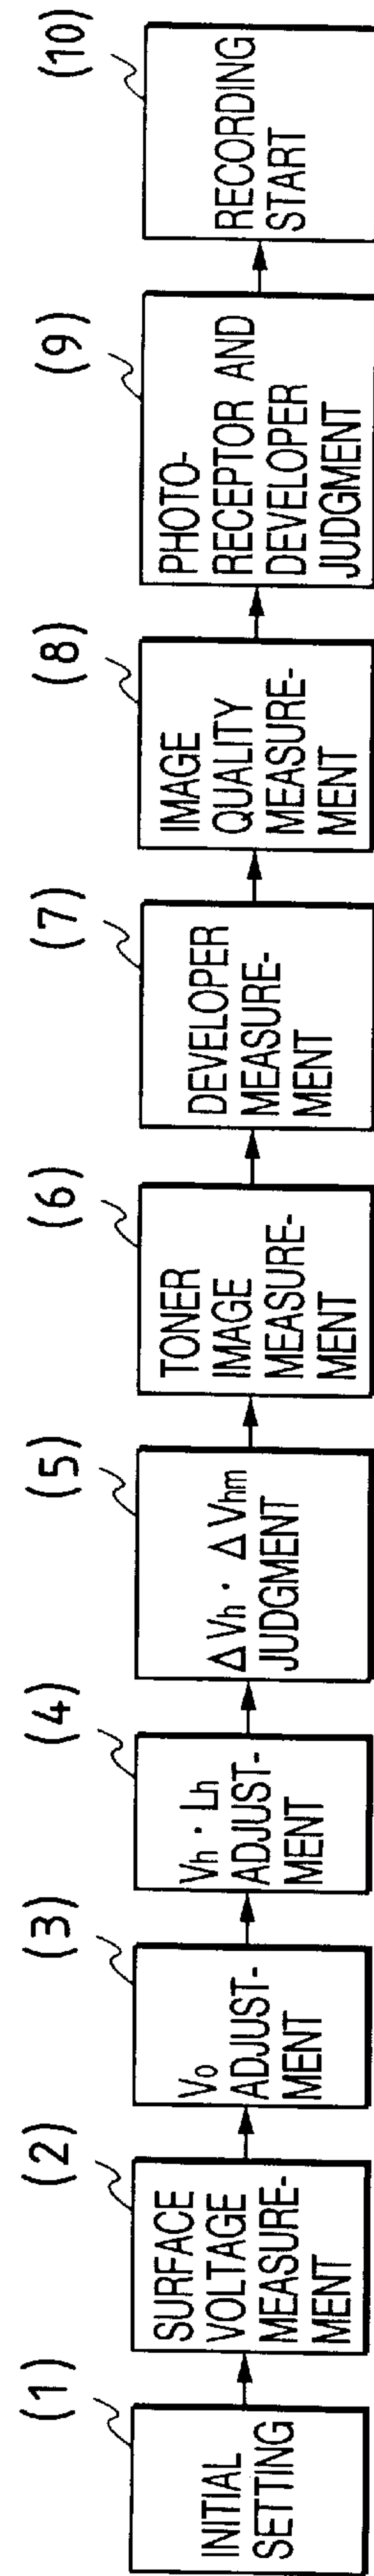 (1)
INITIAL
SETTING
(2)
SURFACE
VOLTAGE
MEASURE-
MENT
(3)
V₀
ADJUST-
MENT
(4)
Vh · Lh
ADJUST-
MENT
(5)
Δ Vh · Δ Vhm
JUDGMENT
(6)
TONER
IMAGE
MEASURE-
MENT
(7)
DEVELOPER
MEASURE-
MENT
(8)
IMAGE
QUALITY
MEASURE-
MENT
(9)
PHOTO-
RECEPTOR AND
DEVELOPER
JUDGMENT
(10)
RECORDING
START